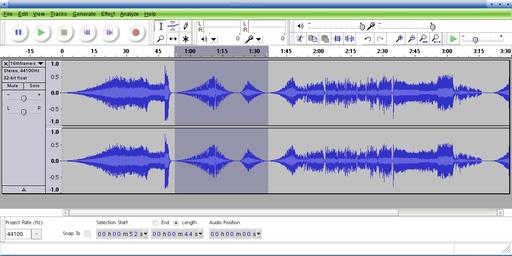 File Edit View Tracks Generate Effect Analyze Help
L
R
L
R
-15 0 15 30 45 1:00 1:15 1:30 1:45 2:00 2:15 2:30 2:45 3:00 3:15 3:30
Stereo, 44100Hz
32-bit float
Mute Solo
- +
L R
1.0
0.5
0.0
-0.5
-1.0
1.0
0.5
0.0
-0.5
-1.0
Project Rate (Hz): Selection Start: End Length Audio Position:
44100 Snap To 00 h 00 m 52 s 00 h 00 m 44 s 00 h 00 m 00 s